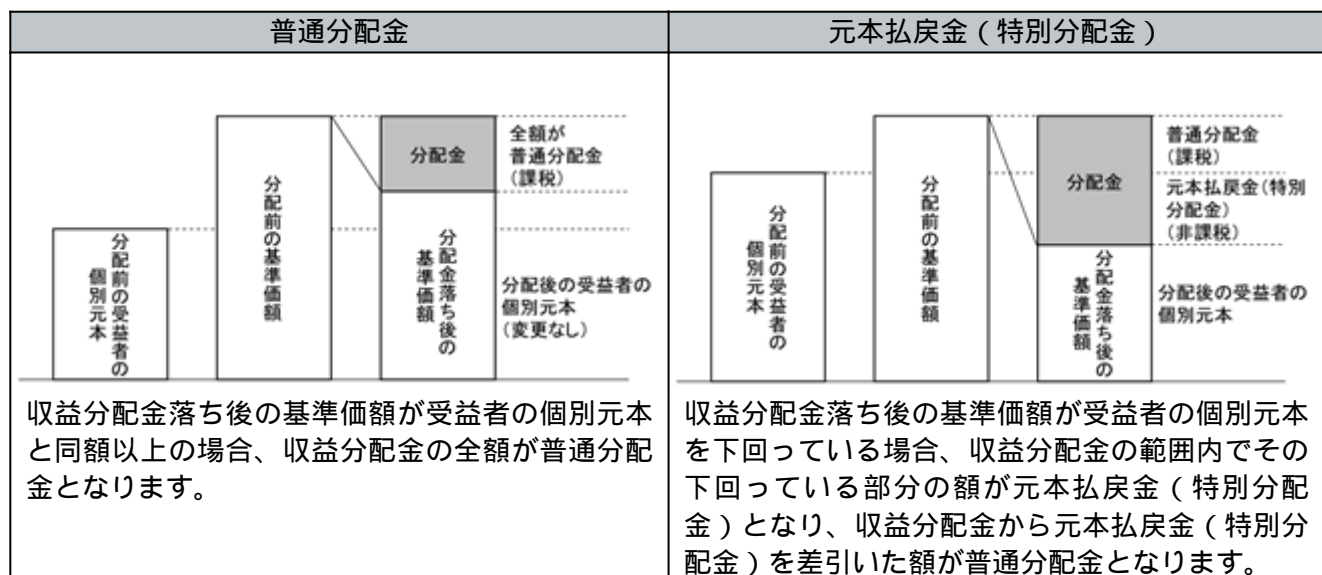 普通分配金
分配前の受益者の
個別元本
分配前の基準価額
分配金
分配金落ち後の
基準価額
全額が
普通分配金
(課税)
分配後の受益者の
個別元本
(変更なし)
収益分配金落ち後の基準価額が受益者の個別元本
と同額以上の場合、収益分配金の全額が普通分配
金となります。
元本払戻金(特別分配金)
分配前の受益者の
個別元本
分配前の基準価額
分配金
分配金落ち後の
基準価額
普通分配金
(課税)
元本払戻金(特別
分配金)
(非課税)
分配後の受益者の
個別元本
収益分配金落ち後の基準価額が受益者の個別元本
を下回っている場合、収益分配金の範囲内でその
下回っている部分の額が元本払戻金(特別分配
金)となり、収益分配金から元本払戻金(特別分
配金)を差引いた額が普通分配金となります。